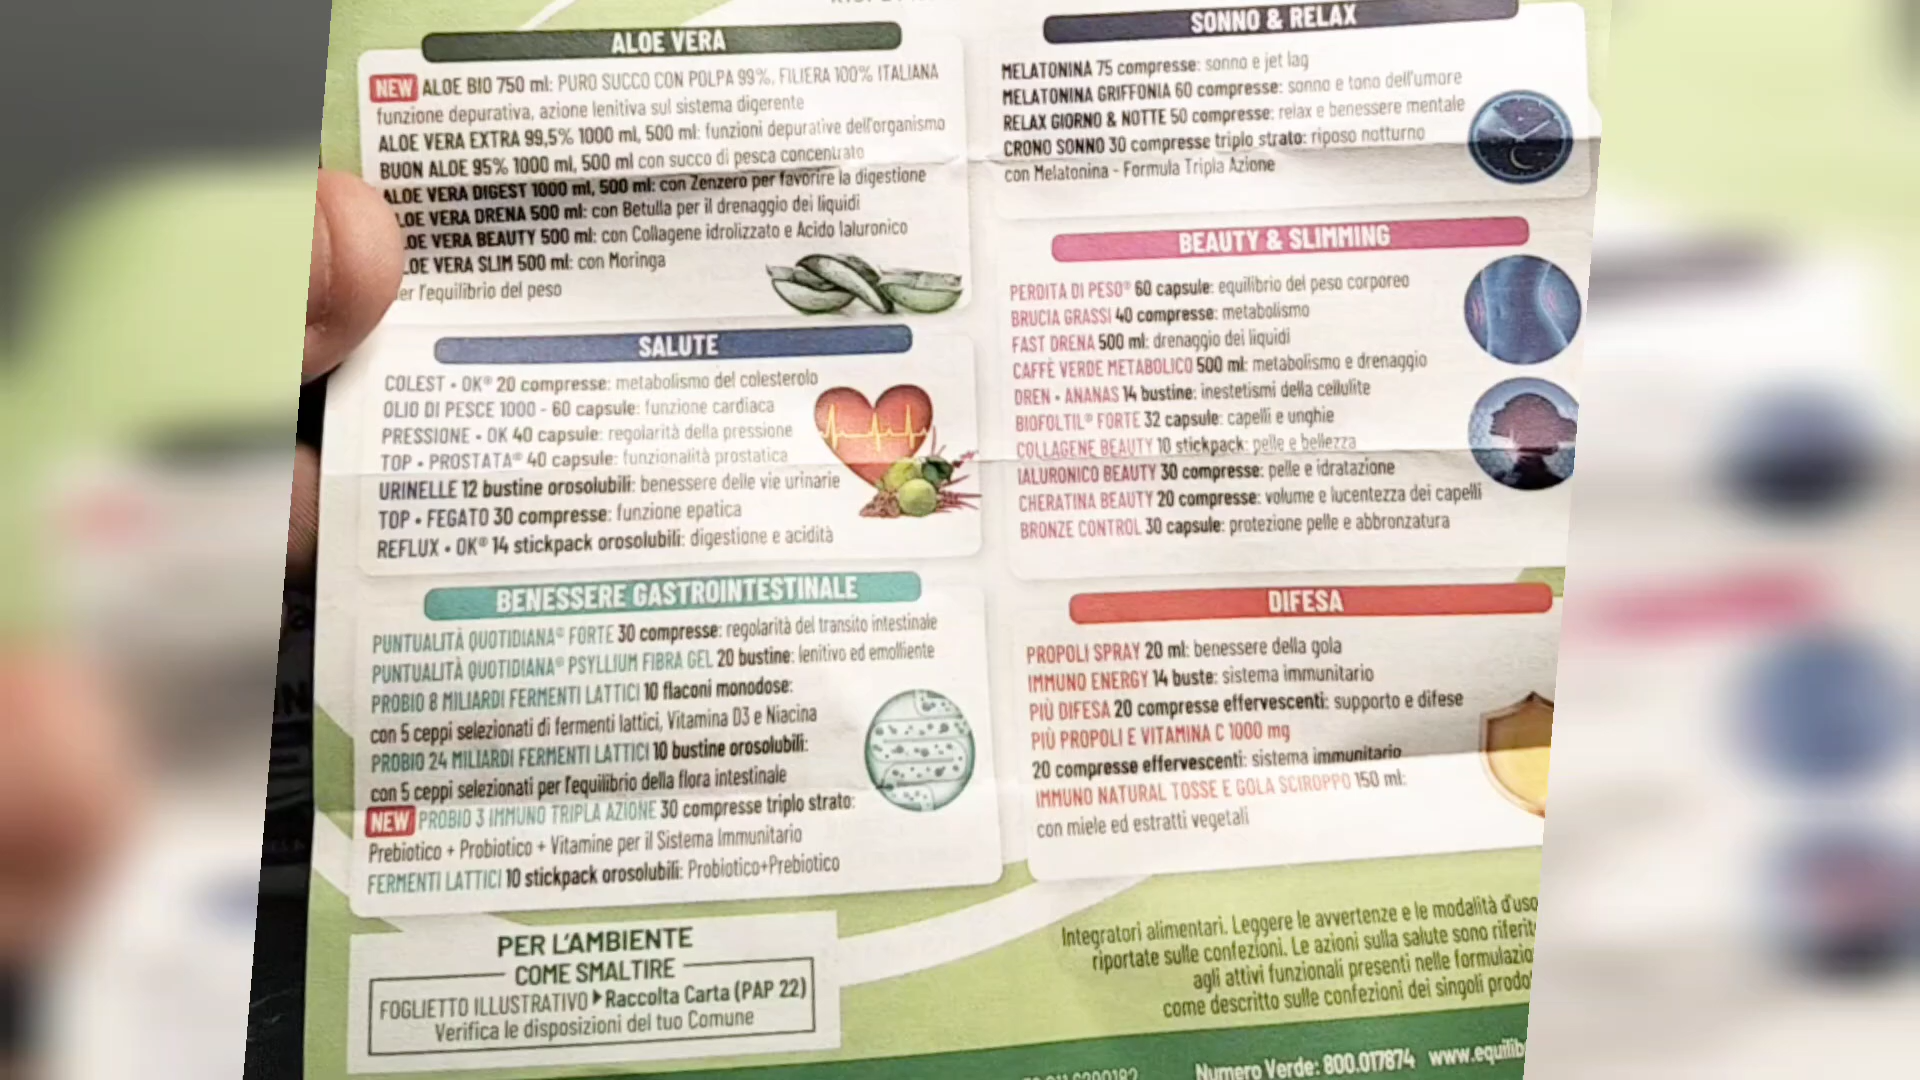 ALOE VERA
NEW ALOE BIO 750 ml: PURO SUCCO CON POLPA 99%, FILIERA 100% ITALIANA
funzione depurativa, azione lenitiva sul sistema digerente
ALOE VERA EXTRA 99,5% 1000 ml, 500 ml: funzioni depurative dell'organismo
BUON ALOE 95% 1000 ml, 500 ml con succo di pesca concentrato
ALOE VERA DIGEST 1000 ml, 500 ml: con Zenzero per favorire la digestione
LOE VERA DRENA 500 ml: con Betulla per il drenaggio dei liquidi
OE VERA BEAUTY 500 ml: con Collagene idrolizzato e Acido Ialuronico
LOE VERA SLIM 500 ml: con Moringa
er l'equilibrio del peso
SALUTE
COLEST • OK® 20 compresse: metabolismo del colesterolo
OLIO DI PESCE 1000 - 60 capsule: funzione cardiaca
PRESSIONE • OK 40 capsule: regolarità della pressione
TOP • PROSTATA® 40 capsule: funzionalità prostatica
URINELLE 12 bustine orosolubili: benessere delle vie urinarie
TOP • FEGATO 30 compresse: funzione epatica
REFLUX • OK® 14 stickpack orosolubili: digestione e acidità
BENESSERE GASTROINTESTINALE
PUNTUALITÀ QUOTIDIANA® FORTE 30 compresse: regolarità del transito intestinale
PUNTUALITÀ QUOTIDIANA® PSYLLIUM FIBRA GEL 20 bustine: lenitivo ed emolliente
PROBIO 8 MILIARDI FERMENTI LATTICI 10 flaconi monodose:
con 5 ceppi selezionati di fermenti lattici, Vitamina D3 e Niacina
PROBIO 24 MILIARDI FERMENTI LATTICI 10 bustine orosolubili:
con 5 ceppi selezionati per l'equilibrio della flora intestinale
NEW PROBIO 3 IMMUNO TRIPLA AZIONE 30 compresse triplo strato:
Prebiotico + Probiotico + Vitamine per il Sistema Immunitario
FERMENTI LATTICI 10 stickpack orosolubili: Probiotico+Prebiotico
PER L'AMBIENTE
COME SMALTIRE
FOGLIETTO ILLUSTRATIVO ▶ Raccolta Carta (PAP 22)
Verifica le disposizioni del tuo Comune
SONNO & RELAX
MELATONINA 75 compresse: sonno e jet lag
MELATONINA GRIFFONIA 60 compresse: sonno e tono dell'umore
RELAX GIORNO & NOTTE 50 compresse: relax e benessere mentale
CRONO SONNO 30 compresse triplo strato: riposo notturno
con Melatonina - Formula Tripla Azione
BEAUTY & SLIMMING
PERDITA DI PESO® 60 capsule: equilibrio del peso corporeo
BRUCIA GRASSI 40 compresse: metabolismo
FAST DRENA 500 ml: drenaggio dei liquidi
CAFFÈ VERDE METABOLICO 500 ml: metabolismo e drenaggio
DREN • ANANAS 14 bustine: inestetismi della cellulite
BIOFOLTIL® FORTE 32 capsule: capelli e unghie
COLLAGENE BEAUTY 10 stickpack: pelle e bellezza
IALURONICO BEAUTY 30 compresse: pelle e idratazione
CHERATINA BEAUTY 20 compresse: volume e lucentezza dei capelli
BRONZE CONTROL 30 capsule: protezione pelle e abbronzatura
DIFESA
PROPOLI SPRAY 20 ml: benessere della gola
IMMUNO ENERGY 14 buste: sistema immunitario
PIÙ DIFESA 20 compresse effervescenti: supporto e difese
PIÙ PROPOLI E VITAMINA C 1000 mg
20 compresse effervescenti: sistema immunitario
IMMUNO NATURAL TOSSE E GOLA SCIROPPO 150 ml:
con miele ed estratti vegetali
Integratori alimentari. Leggere le avvertenze e le modalità d'uso
riportate sulle confezioni. Le azioni sulla salute sono riferit
agli attivi funzionali presenti nelle formulazio
come descritto sulle confezioni dei singoli prodo
Numero Verde: 800.017874 www.equilib